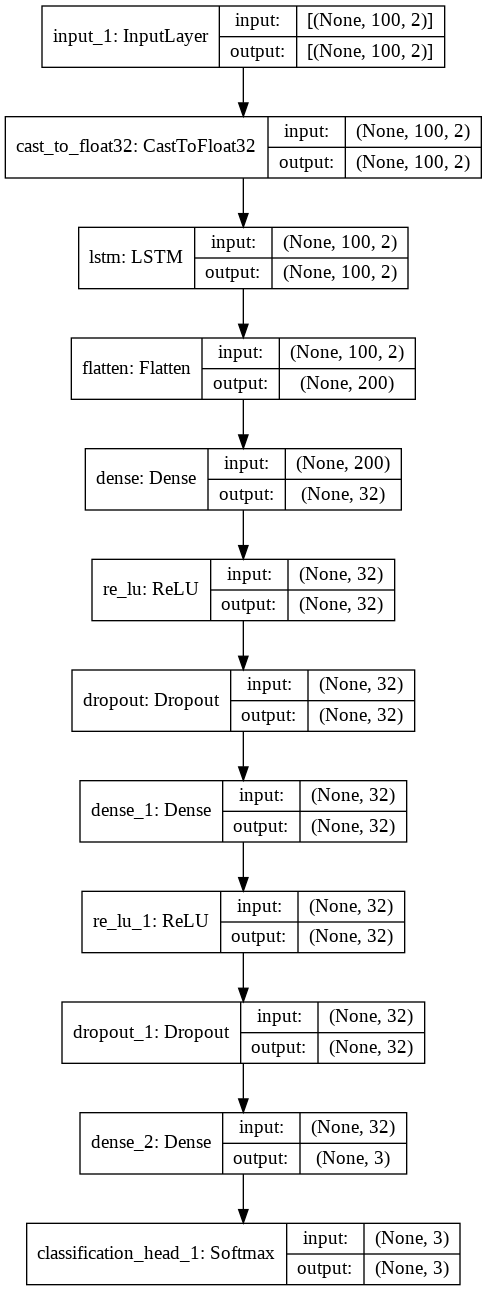 input_1: InputLayer
input: [(None, 100, 2)]
output: [(None, 100, 2)]
cast_to_float32: CastToFloat32
input: (None, 100, 2)
output: (None, 100, 2)
lstm: LSTM
input: (None, 100, 2)
output: (None, 100, 2)
flatten: Flatten
input: (None, 100, 2)
output: (None, 200)
dense: Dense
input: (None, 200)
output: (None, 32)
re_lu: ReLU
input: (None, 32)
output: (None, 32)
dropout: Dropout
input: (None, 32)
output: (None, 32)
dense_1: Dense
input: (None, 32)
output: (None, 32)
re_lu_1: ReLU
input: (None, 32)
output: (None, 32)
dropout_1: Dropout
input: (None, 32)
output: (None, 32)
dense_2: Dense
input: (None, 32)
output: (None, 3)
classification_head_1: Softmax
input: (None, 3)
output: (None, 3)